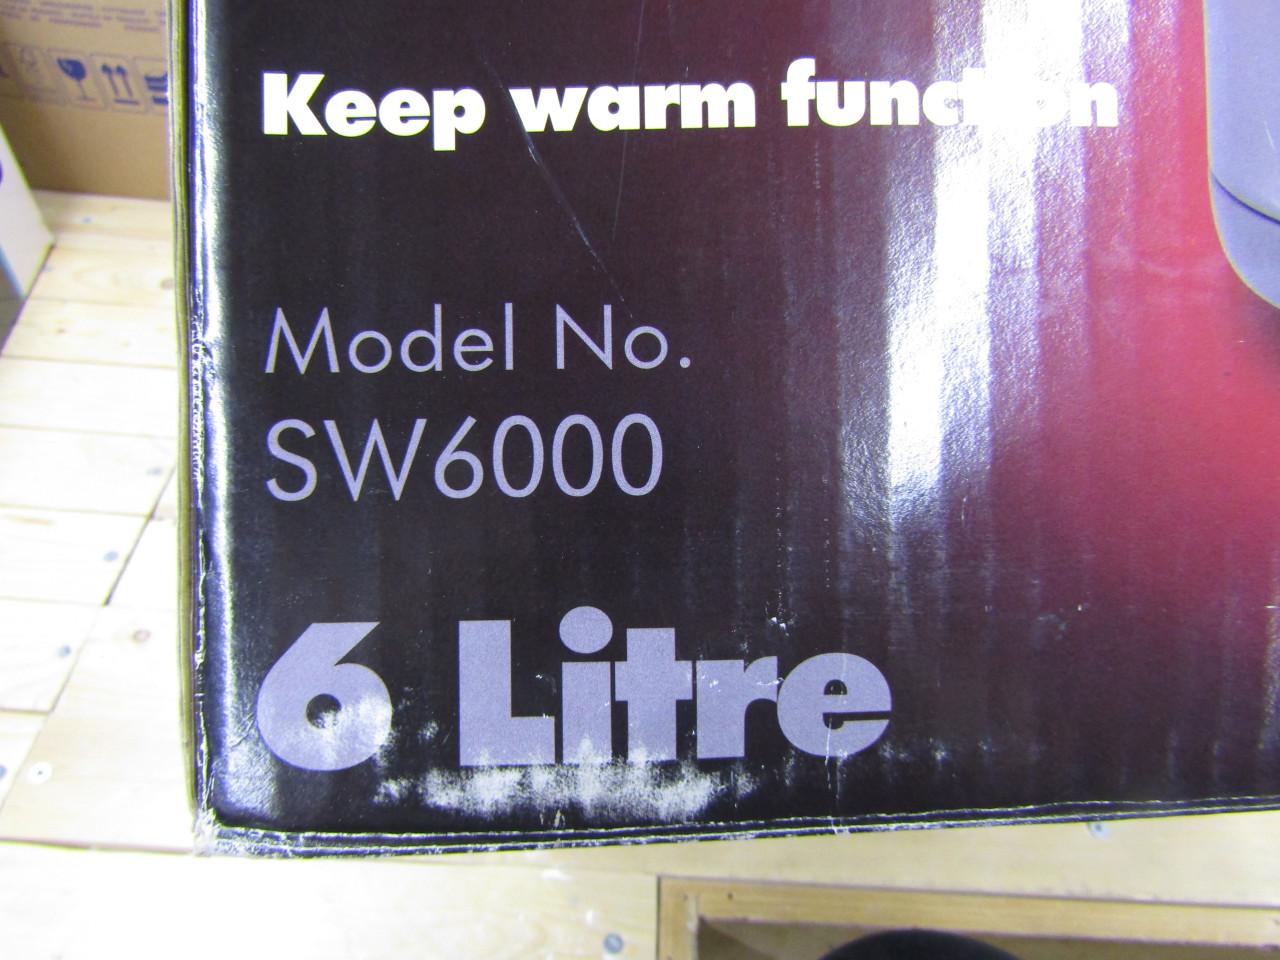 Keep warm function
Model No.
SW6000
6 Litre